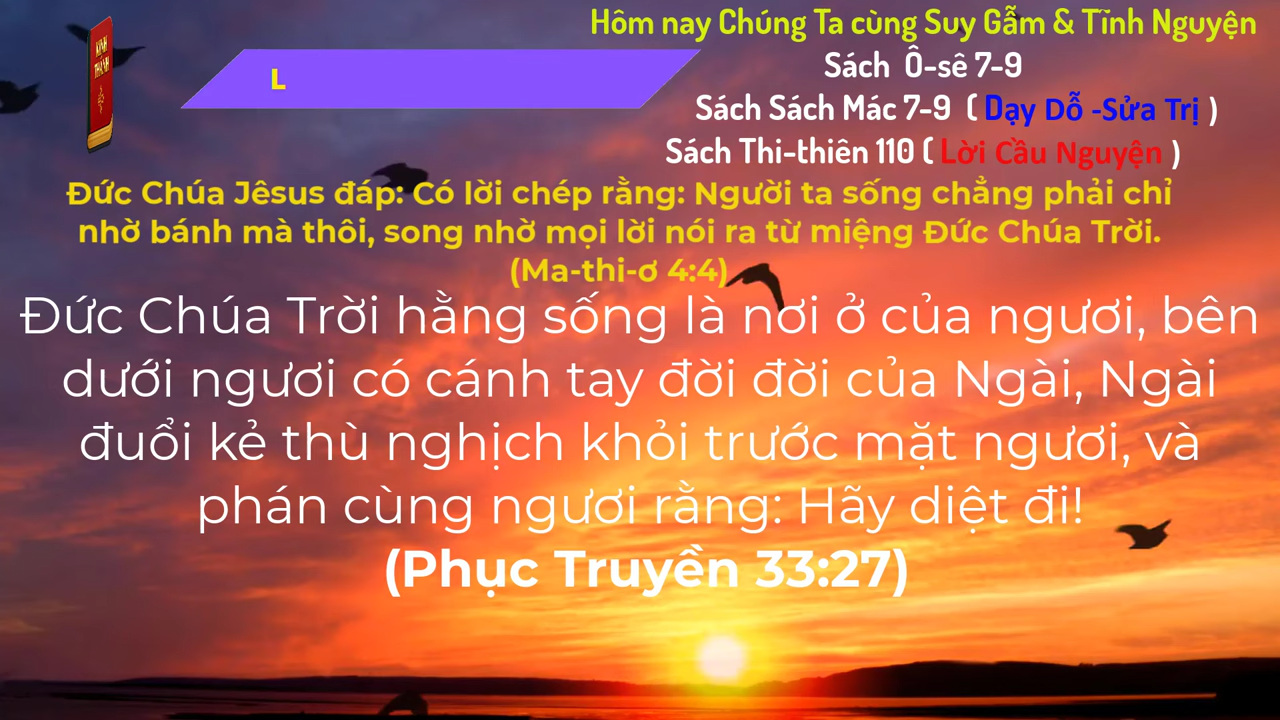 Hôm nay Chúng Ta cùng Suy Gẫm & Tĩnh Nguyện
KINH
THÁNH
L
Sách Ô-sê 7-9
Sách Sách Mác 7-9 ( Dạy Dỗ -Sửa Trị )
Sách Thi-thiên 110 ( Lời Cầu Nguyện )
Đức Chúa Jêsus đáp: Có lời chép rằng: Người ta sống chẳng phải chỉ
nhờ bánh mà thôi, song nhờ mọi lời nói ra từ miệng Đức Chúa Trời.
(Ma-thi-ơ 4:4)
Đức Chúa Trời hằng sống là nơi ở của ngươi, bên
dưới ngươi có cánh tay đời đời của Ngài, Ngài
đuổi kẻ thù nghịch khỏi trước mặt ngươi, và
phán cùng ngươi rằng: Hãy diệt đi!
(Phục Truyền 33:27)